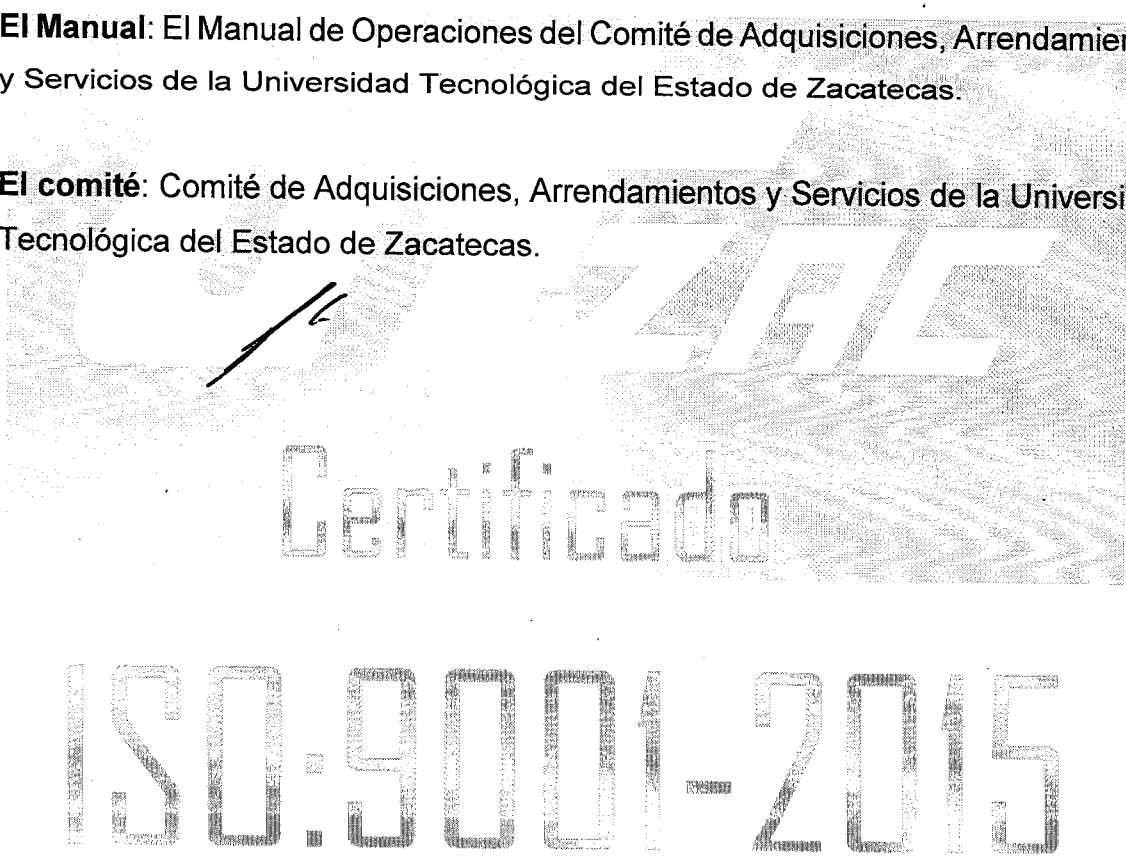 El Manual: El Manual de Operaciones del Comité de Adquisiciones, Arrendamier
y Servicios de la Universidad Tecnológica del Estado de Zacatecas.
El comité: Comité de Adquisiciones, Arrendamientos y Servicios de la Universi
Tecnológica del Estado de Zacatecas.
ZAC
Certificado
ISO:9001-2015